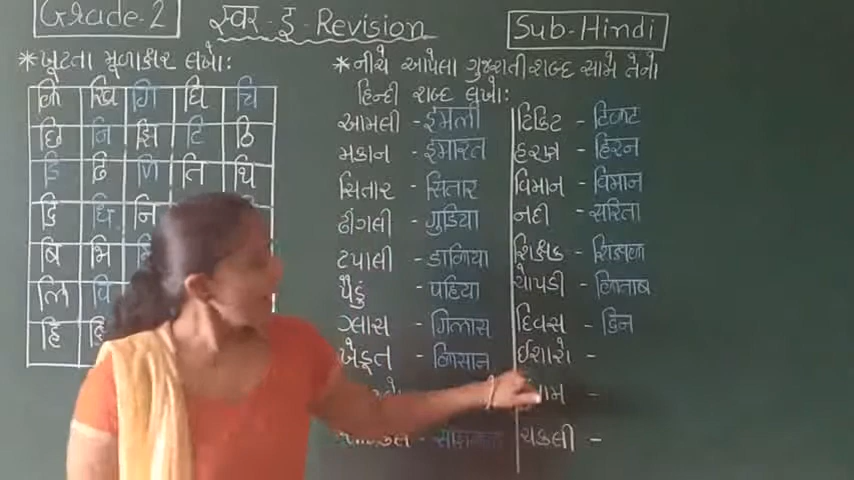 Grade-2
स्वर-इ-Revision
Sub-Hindi
*ખૂટતા મૂળાક્ષર લખો:
कि खि गि घि चि
छि जि झि टि ठि
डि ढि णि ति थि
दि धि नि
बि भि
लि वि
हि
*નીચે આપેલા ગુજરાતી શબ્દ સામે તેનો
હિન્દી શબ્દ લખો:
આમલી - इमली
મકાન - इमारत
સિતાર - सितार
ઢીંગલી - गुडिया
ટપાલી - डाकिया
પૈડું - पहिया
ગ્લાસ - गिलास
ખેડૂત - किसान
ટિકિટ - टिकट
હરણ - हिरन
વિમાન - विमान
નદી - सरिता
શિક્ષક - शिक्षक
ચોપડી - किताब
દિવસ - दिन
ઈશારો -
ચકલી -